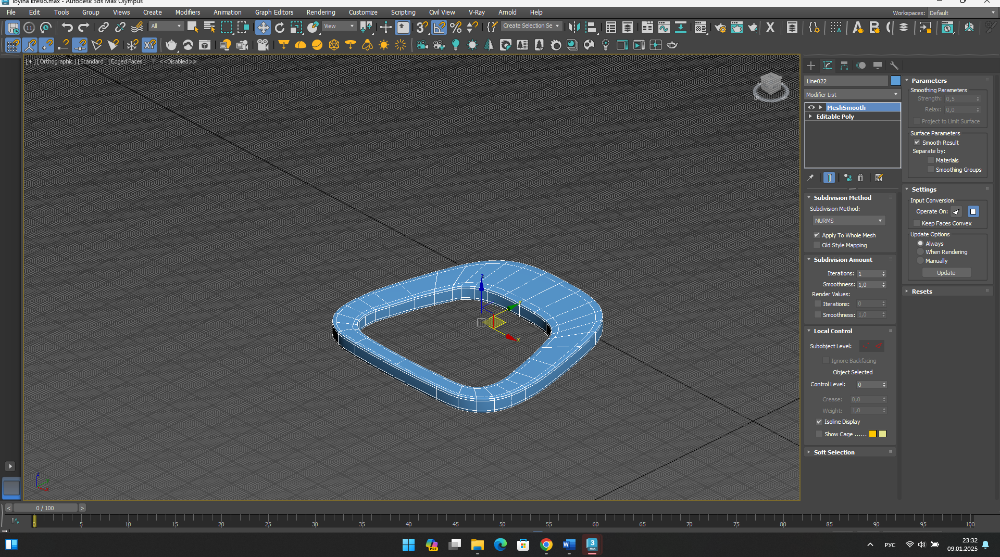 Toyina kreslo.max - Autodesk 3ds Max Olympus
File Edit Tools Group Views Create Modifiers Animation Graph Editors Rendering Customize Scripting Civil View V-Ray Arnold Help
Workspaces: Default
11 All View Create Selection Se
XY
[+][Orthographic][Standard][Edged Faces] <<Disabled>>
z
y
x
z
y
x
Line022
Modifier List
MeshSmooth
Editable Poly
Subdivision Method
Subdivision Method:
NURMS
Apply To Whole Mesh
Old Style Mapping
Subdivision Amount
Iterations: 1
Smoothness: 1,0
Render Values:
Iterations: 0
Smoothness: 1,0
Local Control
Subobject Level:
Ignore Backfacing
Object Selected
Control Level: 0
Crease: 0,0
Weight: 1,0
Isoline Display
Show Cage ......
Soft Selection
Parameters
Smoothing Parameters
Strength: 0,5
Relax: 0,0
Project to Limit Surface
Surface Parameters
Smooth Result
Separate by:
Materials
Smoothing Groups
Settings
Input Conversion
Operate On:
Keep Faces Convex
Update Options
Always
When Rendering
Manually
Update
Resets
< 0 / 100 >
0 5 10 15 20 25 30 35 40 45 50 55 60 65 70 75 80 85 90 95 100
PRE
W
3
MAX
РУС
23:32
09.01.2025